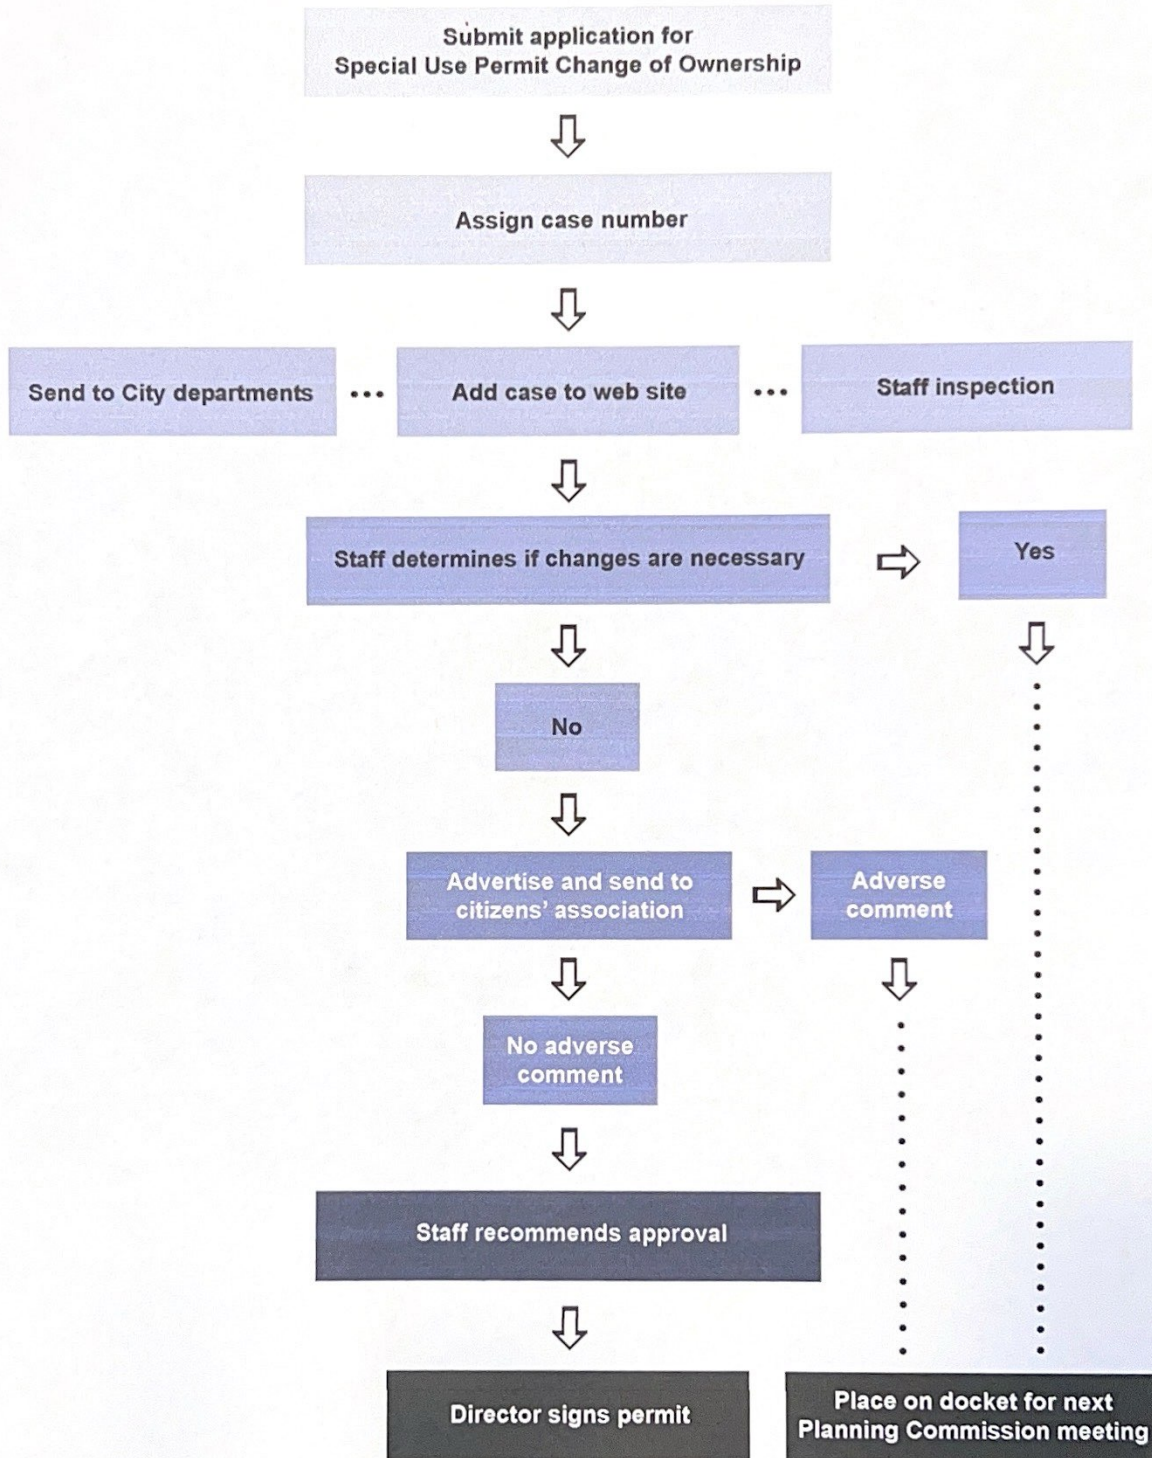 Submit application for
Special Use Permit Change of Ownership
Assign case number
Send to City departments ... Add case to web site ... Staff inspection
Staff determines if changes are necessary
Yes
No
Advertise and send to
citizens' association
Adverse
comment
No adverse
comment
Staff recommends approval
Director signs permit
Place on docket for next
Planning Commission meeting